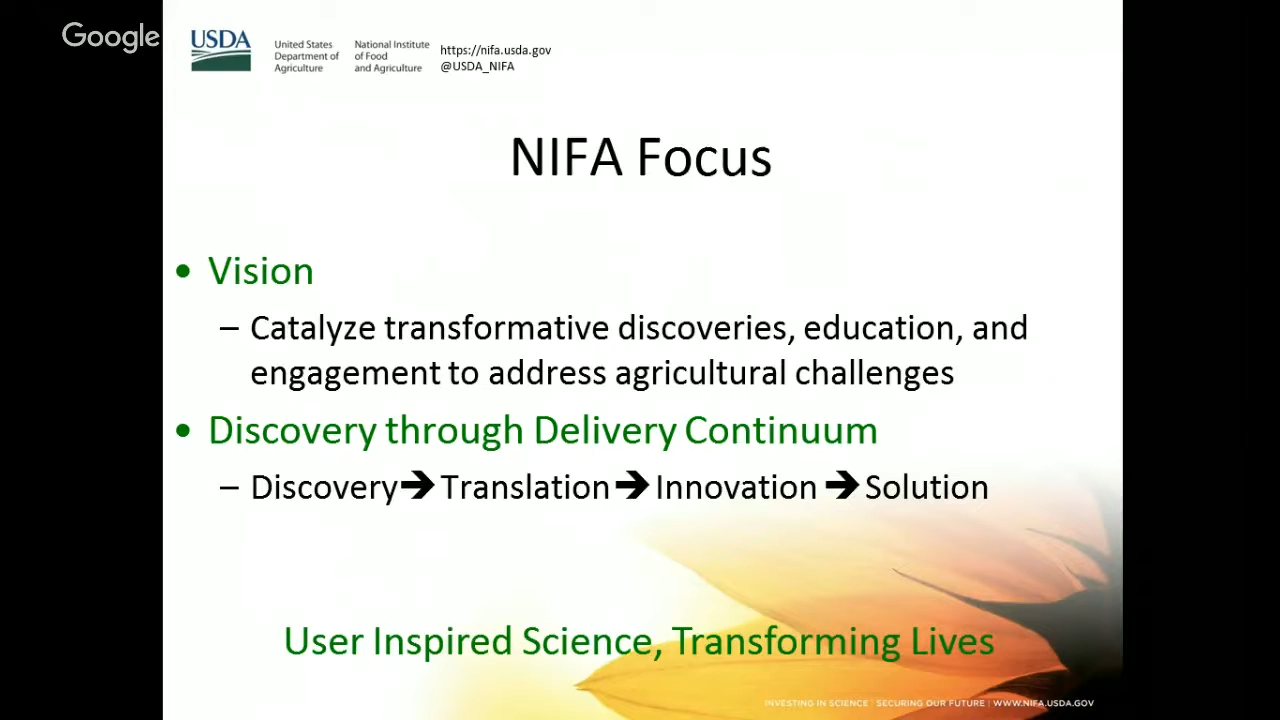 Google
USDA
United States
Department of
Agriculture
National Institute
of Food
and Agriculture
https://nifa.usda.gov
@USDA_NIFA
NIFA Focus
• Vision
– Catalyze transformative discoveries, education, and
engagement to address agricultural challenges
• Discovery through Delivery Continuum
– Discovery➔Translation➔Innovation ➔Solution
User Inspired Science, Transforming Lives
INVESTING IN SCIENCE | SECURING OUR FUTURE | WWW.NIFA.USDA.GOV